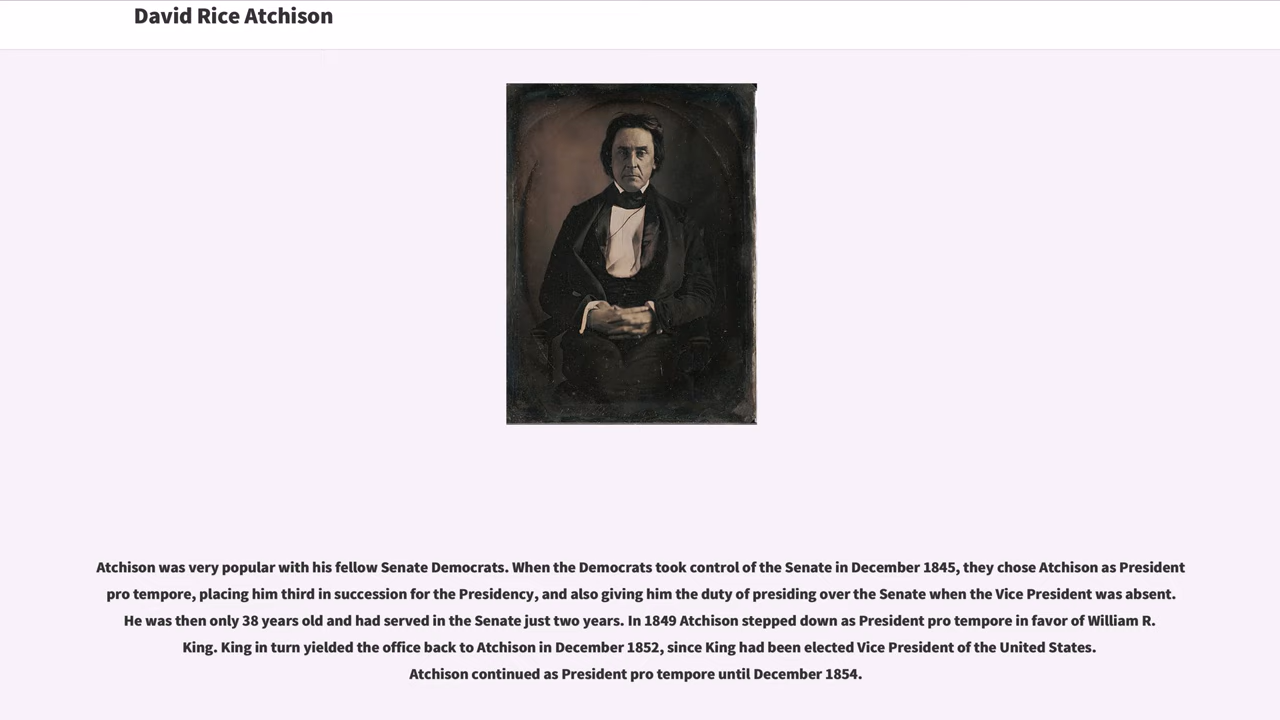 David Rice Atchison
Atchison was very popular with his fellow Senate Democrats. When the Democrats took control of the Senate in December 1845, they chose Atchison as President
pro tempore, placing him third in succession for the Presidency, and also giving him the duty of presiding over the Senate when the Vice President was absent.
He was then only 38 years old and had served in the Senate just two years. In 1849 Atchison stepped down as President pro tempore in favor of William R.
King. King in turn yielded the office back to Atchison in December 1852, since King had been elected Vice President of the United States.
Atchison continued as President pro tempore until December 1854.